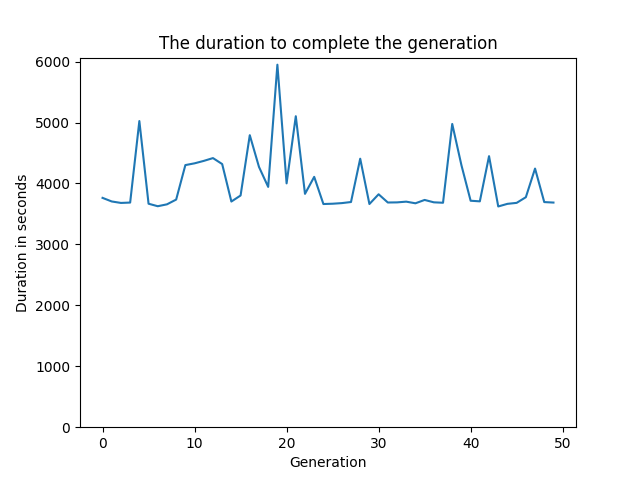 The duration to complete the generation
6000
5000
4000
3000
2000
1000
0
Duration in seconds
0 10 20 30 40 50
Generation